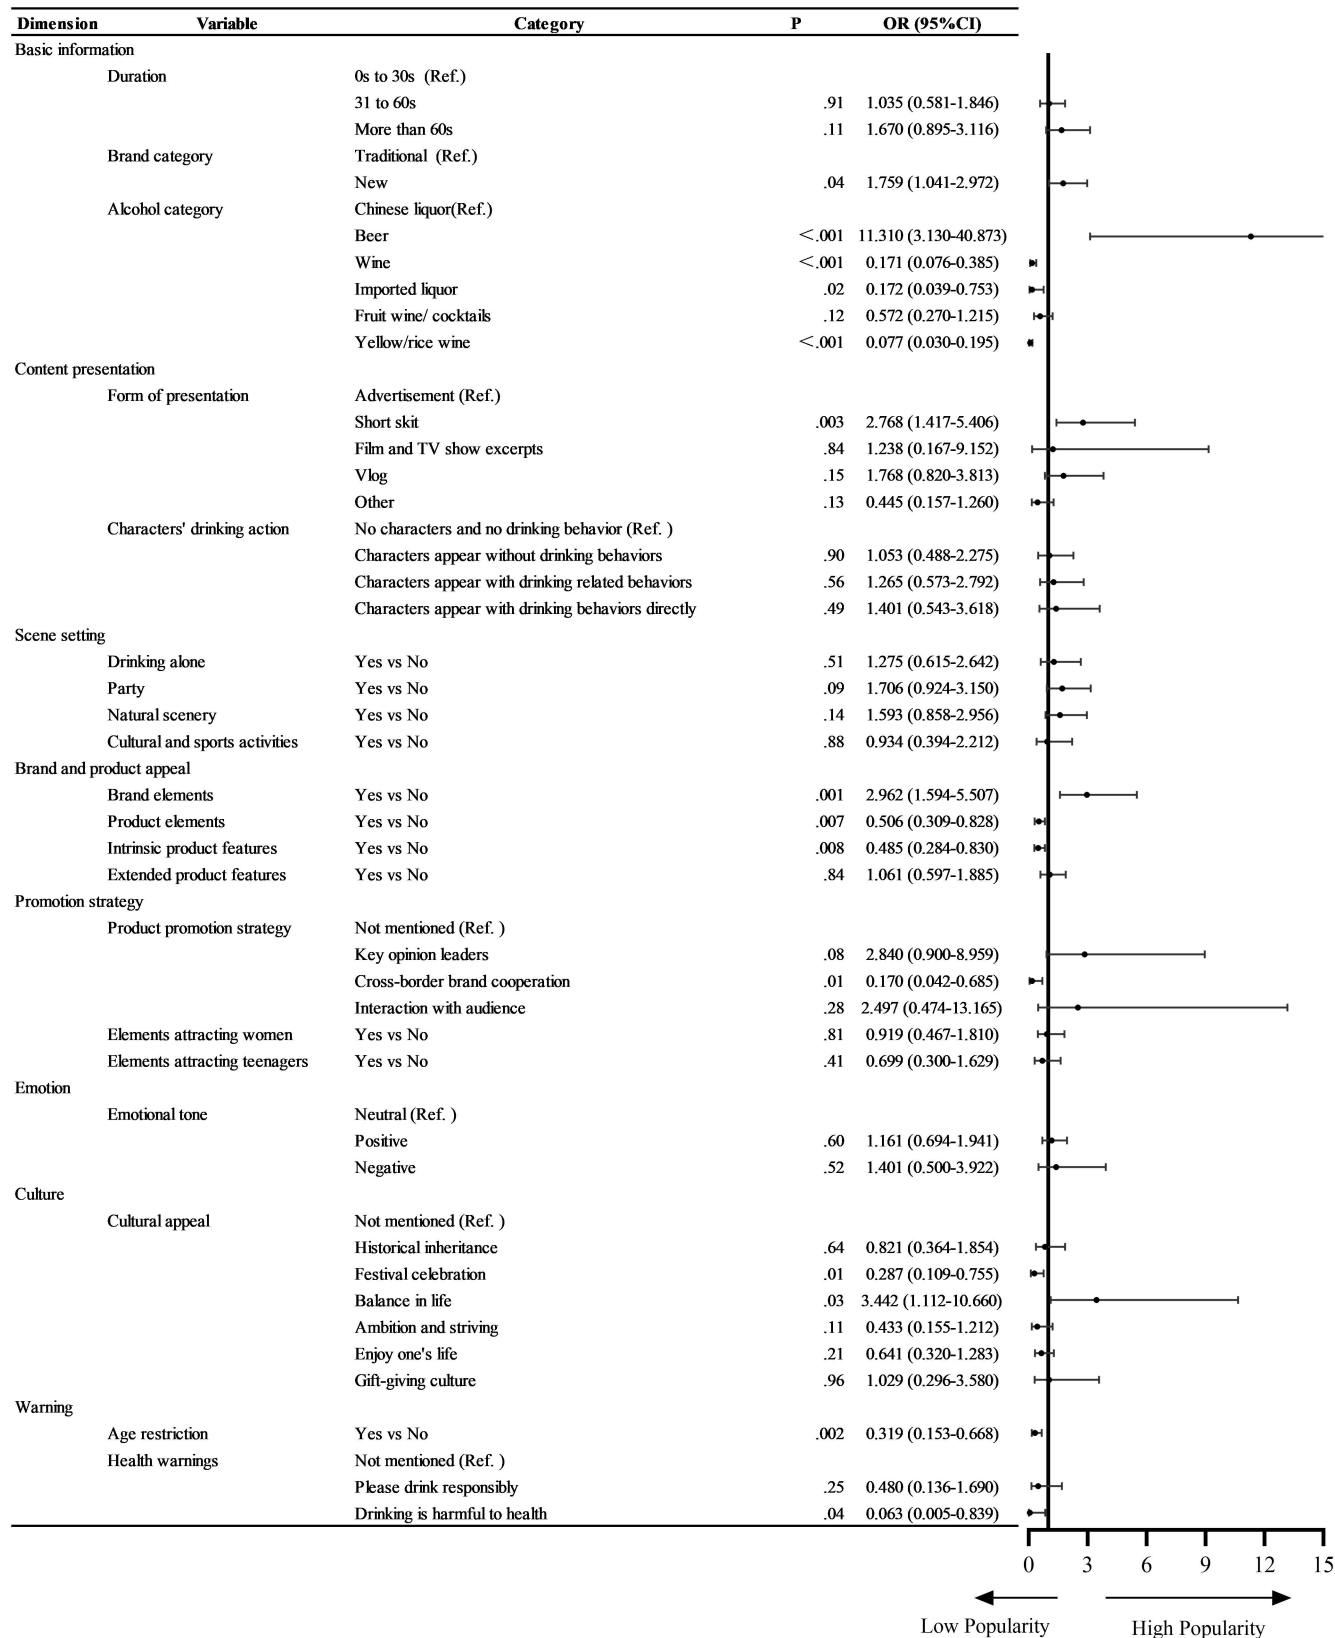 Dimension Variable Category P OR (95%CI)
Basic information
Duration 0s to 30s (Ref.)
31 to 60s .91 1.035 (0.581-1.846)
More than 60s .11 1.670 (0.895-3.116)
Brand category Traditional (Ref.)
New .04 1.759 (1.041-2.972)
Alcohol category Chinese liquor(Ref.)
Beer <.001 11.310 (3.130-40.873)
Wine <.001 0.171 (0.076-0.385)
Imported liquor .02 0.172 (0.039-0.753)
Fruit wine/ cocktails .12 0.572 (0.270-1.215)
Yellow/rice wine <.001 0.077 (0.030-0.195)
Content presentation
Form of presentation Advertisement (Ref.)
Short skit .003 2.768 (1.417-5.406)
Film and TV show excerpts .84 1.238 (0.167-9.152)
Vlog .15 1.768 (0.820-3.813)
Other .13 0.445 (0.157-1.260)
Characters' drinking action No characters and no drinking behavior (Ref. )
Characters appear without drinking behaviors .90 1.053 (0.488-2.275)
Characters appear with drinking related behaviors .56 1.265 (0.573-2.792)
Characters appear with drinking behaviors directly .49 1.401 (0.543-3.618)
Scene setting
Drinking alone Yes vs No .51 1.275 (0.615-2.642)
Party Yes vs No .09 1.706 (0.924-3.150)
Natural scenery Yes vs No .14 1.593 (0.858-2.956)
Cultural and sports activities Yes vs No .88 0.934 (0.394-2.212)
Brand and product appeal
Brand elements Yes vs No .001 2.962 (1.594-5.507)
Product elements Yes vs No .007 0.506 (0.309-0.828)
Intrinsic product features Yes vs No .008 0.485 (0.284-0.830)
Extended product features Yes vs No .84 1.061 (0.597-1.885)
Promotion strategy
Product promotion strategy Not mentioned (Ref. )
Key opinion leaders .08 2.840 (0.900-8.959)
Cross-border brand cooperation .01 0.170 (0.042-0.685)
Interaction with audience .28 2.497 (0.474-13.165)
Elements attracting women Yes vs No .81 0.919 (0.467-1.810)
Elements attracting teenagers Yes vs No .41 0.699 (0.300-1.629)
Emotion
Emotional tone Neutral (Ref. )
Positive .60 1.161 (0.694-1.941)
Negative .52 1.401 (0.500-3.922)
Culture
Cultural appeal Not mentioned (Ref. )
Historical inheritance .64 0.821 (0.364-1.854)
Festival celebration .01 0.287 (0.109-0.755)
Balance in life .03 3.442 (1.112-10.660)
Ambition and striving .11 0.433 (0.155-1.212)
Enjoy one's life .21 0.641 (0.320-1.283)
Gift-giving culture .96 1.029 (0.296-3.580)
Warning
Age restriction Yes vs No .002 0.319 (0.153-0.668)
Health warnings Not mentioned (Ref. )
Please drink responsibly .25 0.480 (0.136-1.690)
Drinking is harmful to health .04 0.063 (0.005-0.839)
0 3 6 9 12 15
Low Popularity High Popularity